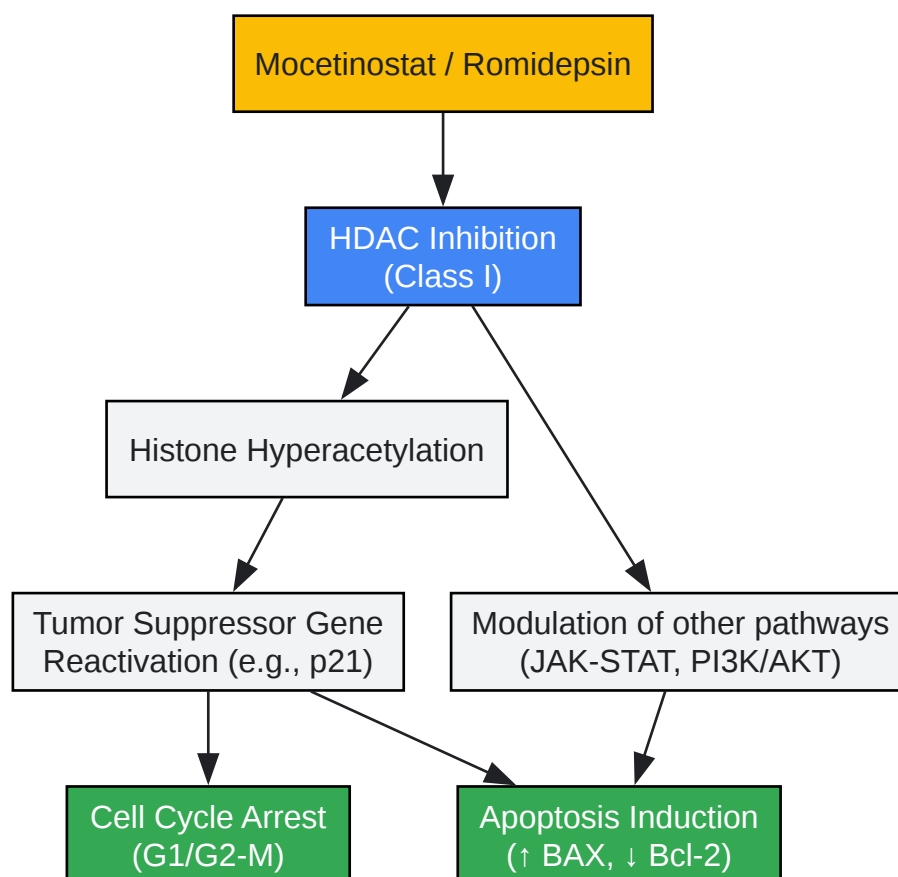 Mocetinostat / Romidepsin
HDAC Inhibition
(Class I)
Histone Hyperacetylation
Tumor Suppressor Gene
Reactivation (e.g., p21)
Modulation of other pathways
(JAK-STAT, PI3K/AKT)
Cell Cycle Arrest
(G1/G2-M)
Apoptosis Induction
(↑ BAX, ↓ Bcl-2)